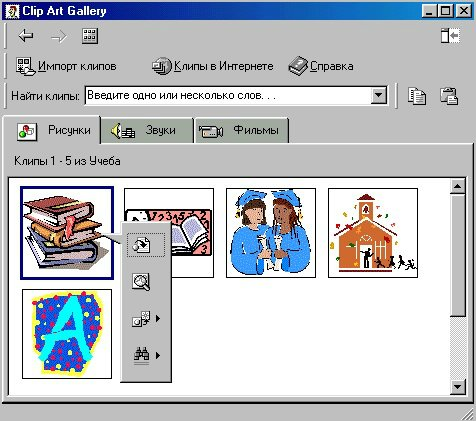 Clip Art Gallery
Импорт клипов Клипы в Интернете Справка
Найти клипы: Введите одно или несколько слов. . .
Рисунки Звуки Фильмы
Клипы 1 - 5 из Учеба
A